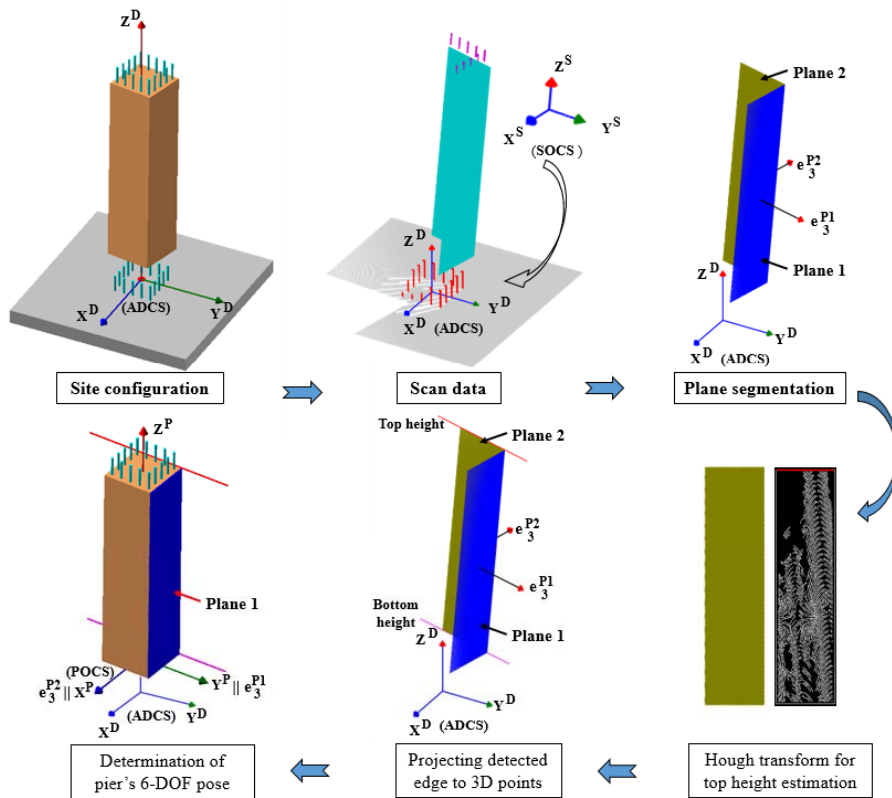 Z^D
X^D
(ADCS)
Y^D
Site configuration
Z^S
X^S
Y^S
(SOCS )
Z^D
X^D
(ADCS)
Y^D
Scan data
Plane 2
e_3^P2
e_3^P1
Plane 1
Z^D
Y^D
X^D (ADCS)
Plane segmentation
Z^P
Plane 1
(POCS)
e_3^P2 || X^P
Y^P || e_3^P1
X^D
(ADCS)
Y^D
Determination of
pier's 6-DOF pose
Top height
Plane 2
e_3^P2
e_3^P1
Bottom
height
Plane 1
Z^D
Y^D
X^D
(ADCS)
Projecting detected
edge to 3D points
Hough transform for
top height estimation